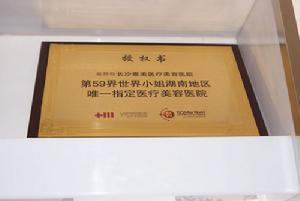 授权书
长沙雅美医疗美容医院
第59界世界小姐湖南地区
唯一指定医疗美容医院